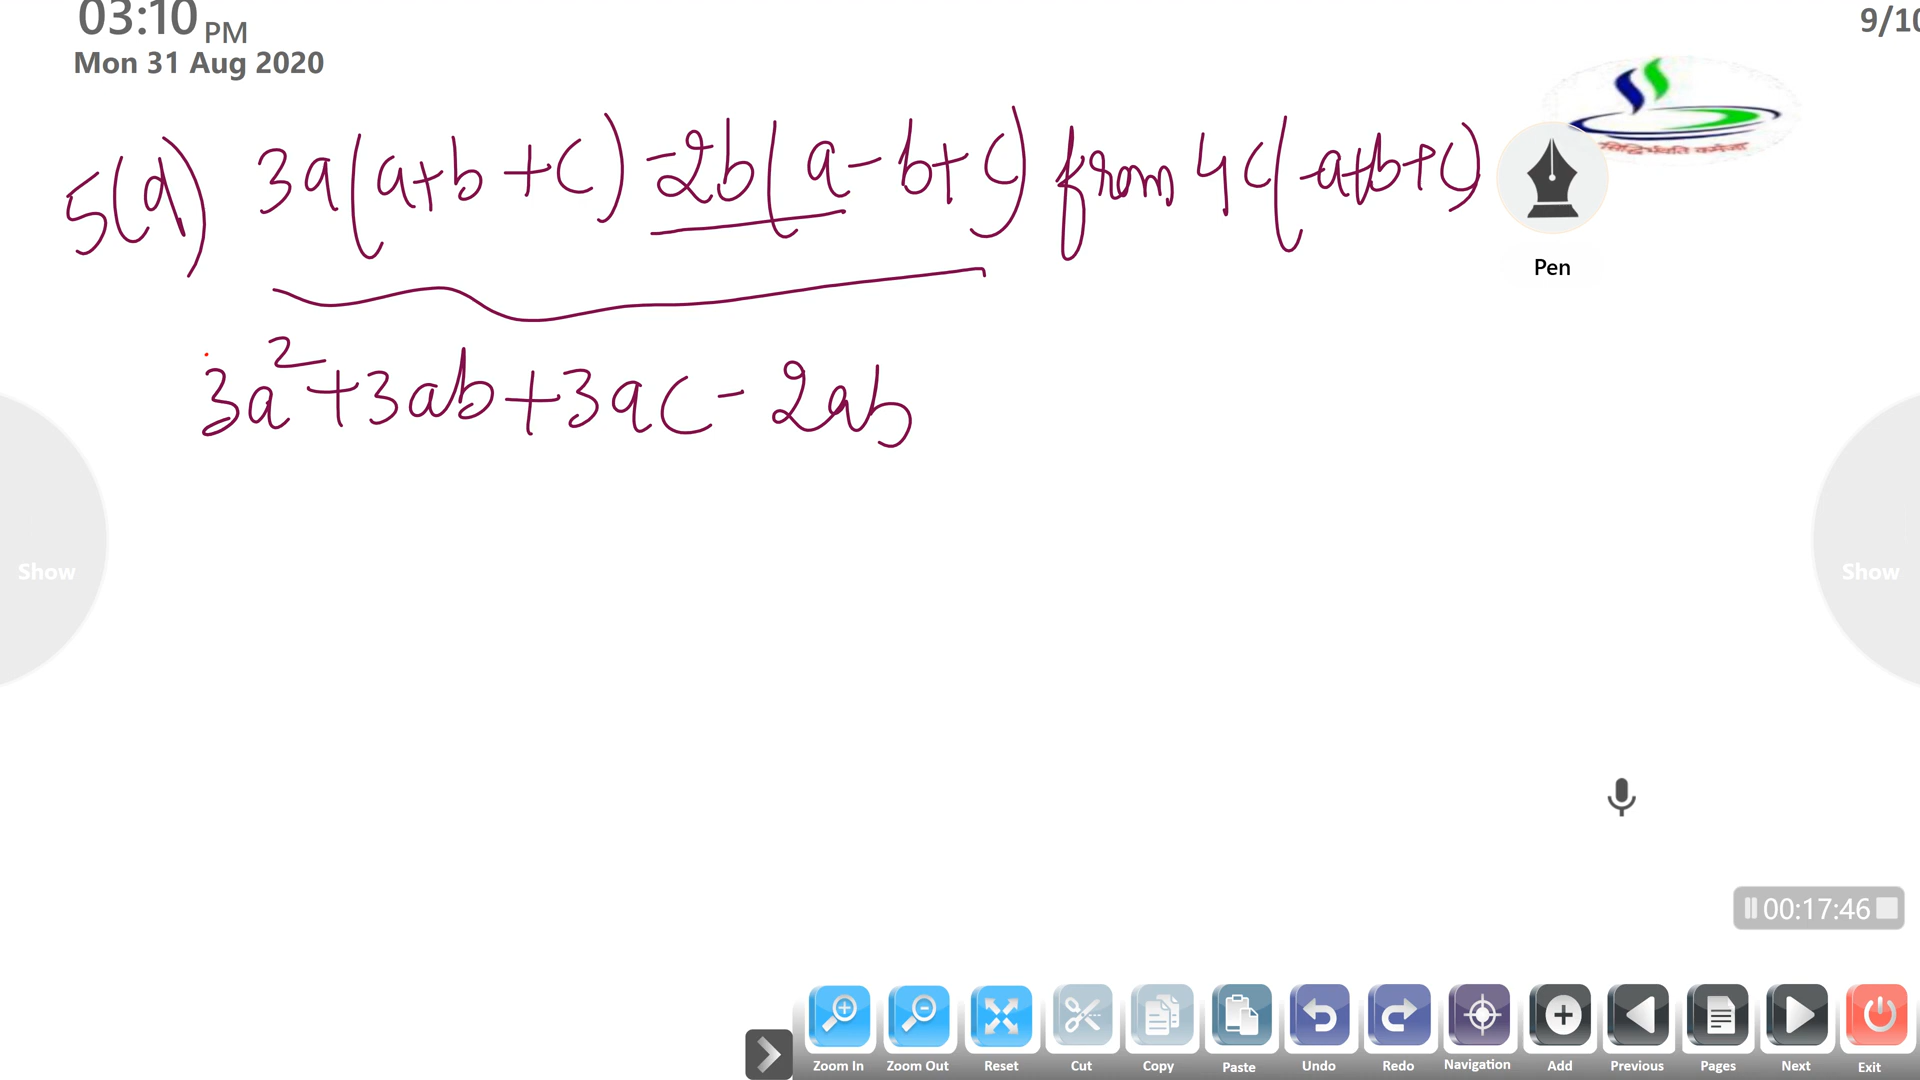 03:10 PM
Mon 31 Aug 2020
9/10
5(d) 3a(a+b+c) -2b(a-b+c) from 4c(-a+b+c)
Pen
3a²+3ab+3ac-2ab
Show
Show
00:17:46
Zoom In Zoom Out Reset Cut Copy Paste Undo Redo Navigation Add Previous Pages Next Exit